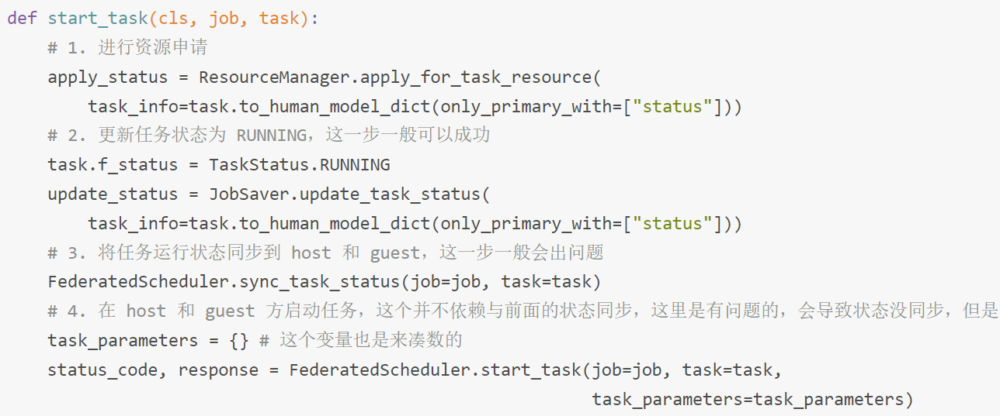 def start_task(cls, job, task):
    # 1. 进行资源申请
    apply_status = ResourceManager.apply_for_task_resource(
        task_info=task.to_human_model_dict(only_primary_with=["status"]))
    # 2. 更新任务状态为 RUNNING，这一步一般可以成功
    task.f_status = TaskStatus.RUNNING
    update_status = JobSaver.update_task_status(
        task_info=task.to_human_model_dict(only_primary_with=["status"]))
    # 3. 将任务运行状态同步到 host 和 guest，这一步一般会出问题
    FederatedScheduler.sync_task_status(job=job, task=task)
    # 4. 在 host 和 guest 方启动任务，这个并不依赖与前面的状态同步，这里是有问题的，会导致状态没同步，但是
    task_parameters = {} # 这个变量也是来凑数的
    status_code, response = FederatedScheduler.start_task(job=job, task=task,
                                                          task_parameters=task_parameters)